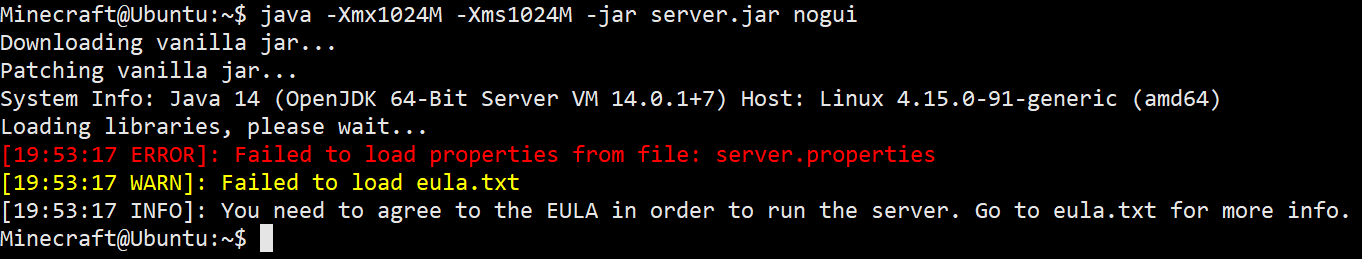 Minecraft@Ubuntu:~$ java -Xmx1024M -Xms1024M -jar server.jar nogui
Downloading vanilla jar...
Patching vanilla jar...
System Info: Java 14 (OpenJDK 64-Bit Server VM 14.0.1+7) Host: Linux 4.15.0-91-generic (amd64)
Loading libraries, please wait...
[19:53:17 ERROR]: Failed to load properties from file: server.properties
[19:53:17 WARN]: Failed to load eula.txt
[19:53:17 INFO]: You need to agree to the EULA in order to run the server. Go to eula.txt for more info.
Minecraft@Ubuntu:~$